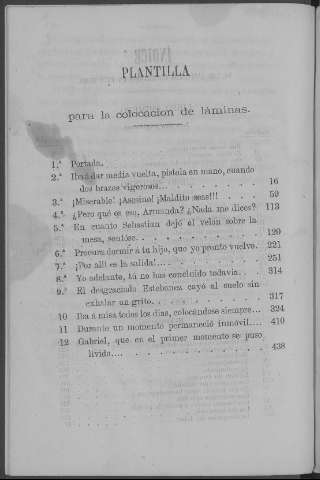 PLANTILLA
para la colocacion de láminas.
1.ª Portada.
2.ª Iba á dar media vuelta, pistola en mano, cuando
dos brazos vigorosos... 16
3.ª ¡Miserable! ¡Asesino! ¡Maldito seas!!! 59
4.ª ¿Pero qué es eso, Armanda? ¿Nada me dices? 113
5.ª En cuanto Sebastian dejó el velon sobre la
mesa, sentóse. 129
6.ª Procura dormir á tu hijo, que yo pronto vuelvo. 221
7.ª ¡Por allí es la salida!... 251
8.ª Yo adelante, tú no has concluido todavía. 314
9.ª El desgraciado Estebanez cayó al suelo sin
exhalar un grito. 317
10 Iba á misa todos los dias, colocándose siempre... 324
11 Durante un momento permaneció inmóvil.... 410
12 Gabriel, que en el primer momento se puso
lívido.... 438